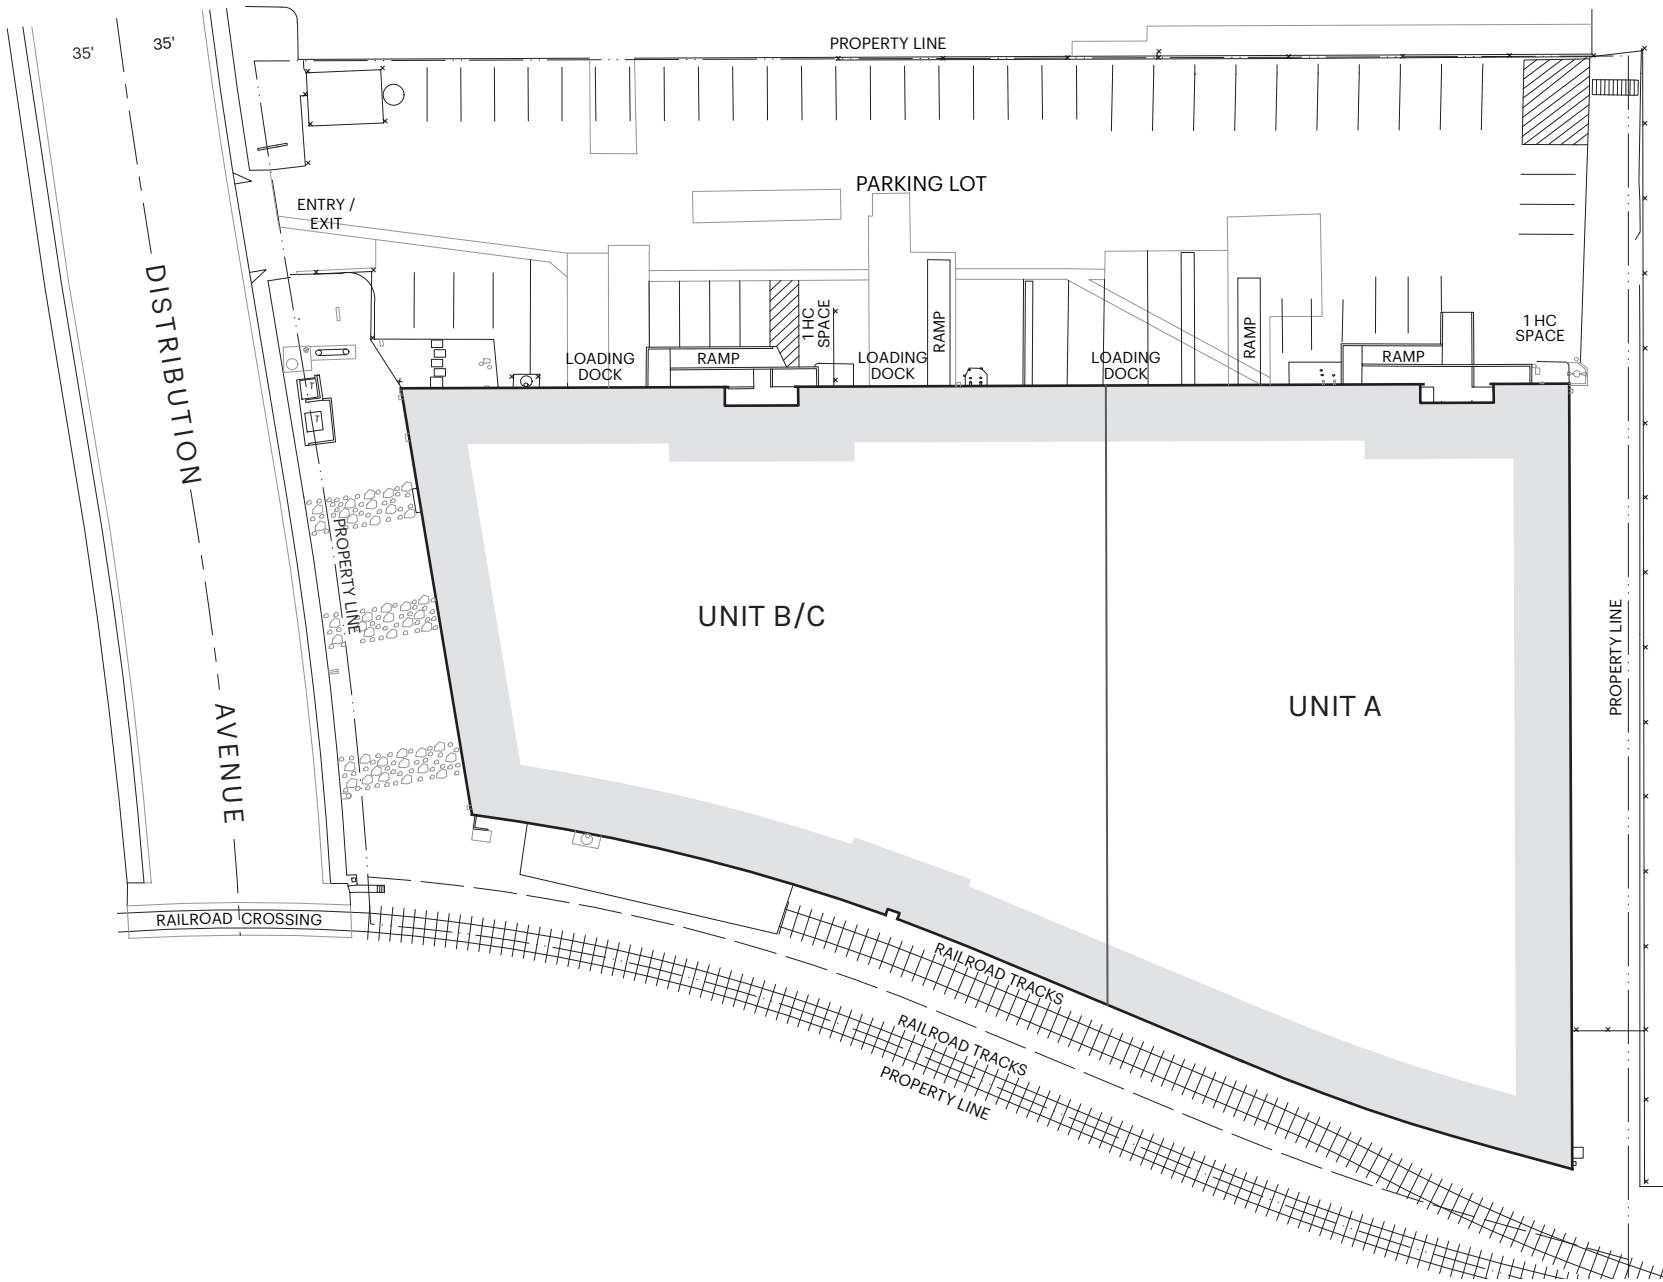 35'
35'
PROPERTY LINE
PARKING LOT
ENTRY /
EXIT
DISTRIBUTION
AVENUE
LOADING
DOCK
RAMP
1 HC
SPACE
LOADING
DOCK
RAMP
LOADING
DOCK
RAMP
RAMP
1 HC
SPACE
T
T
PROPERTY LINE
UNIT B/C
UNIT A
PROPERTY LINE
RAILROAD CROSSING
RAILROAD TRACKS
RAILROAD TRACKS
PROPERTY LINE